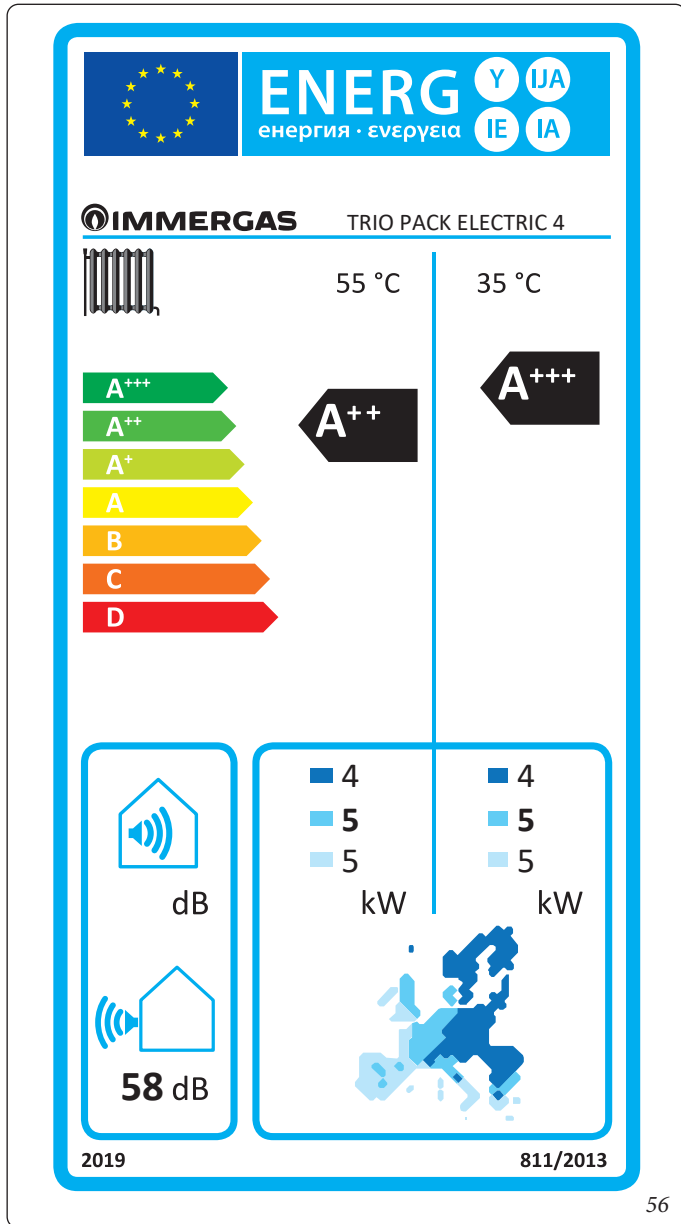 ENERG
енергия · ενεργεια
Y IJA
IE IA
IMMERGAS TRIO PACK ELECTRIC 4
55 °C 35 °C
A+++
A++
A+
A
B
C
D
A++
A+++
4 4
5 5
5 5
kW kW
dB
58 dB
2019 811/2013
56